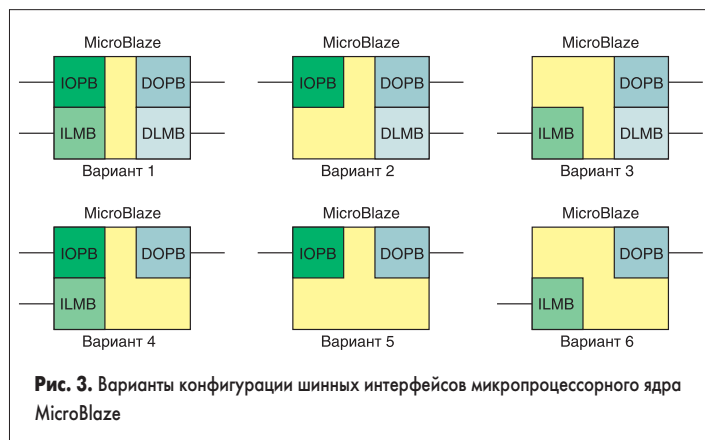 MicroBlaze MicroBlaze MicroBlaze
IOPB DOPB IOPB DOPB DOPB
ILMB DLMB DLMB ILMB DLMB
Вариант 1 Вариант 2 Вариант 3
MicroBlaze MicroBlaze MicroBlaze
IOPB DOPB IOPB DOPB DOPB
ILMB ILMB
Вариант 4 Вариант 5 Вариант 6
Рис. 3. Варианты конфигурации шинных интерфейсов микропроцессорного ядра
MicroBlaze